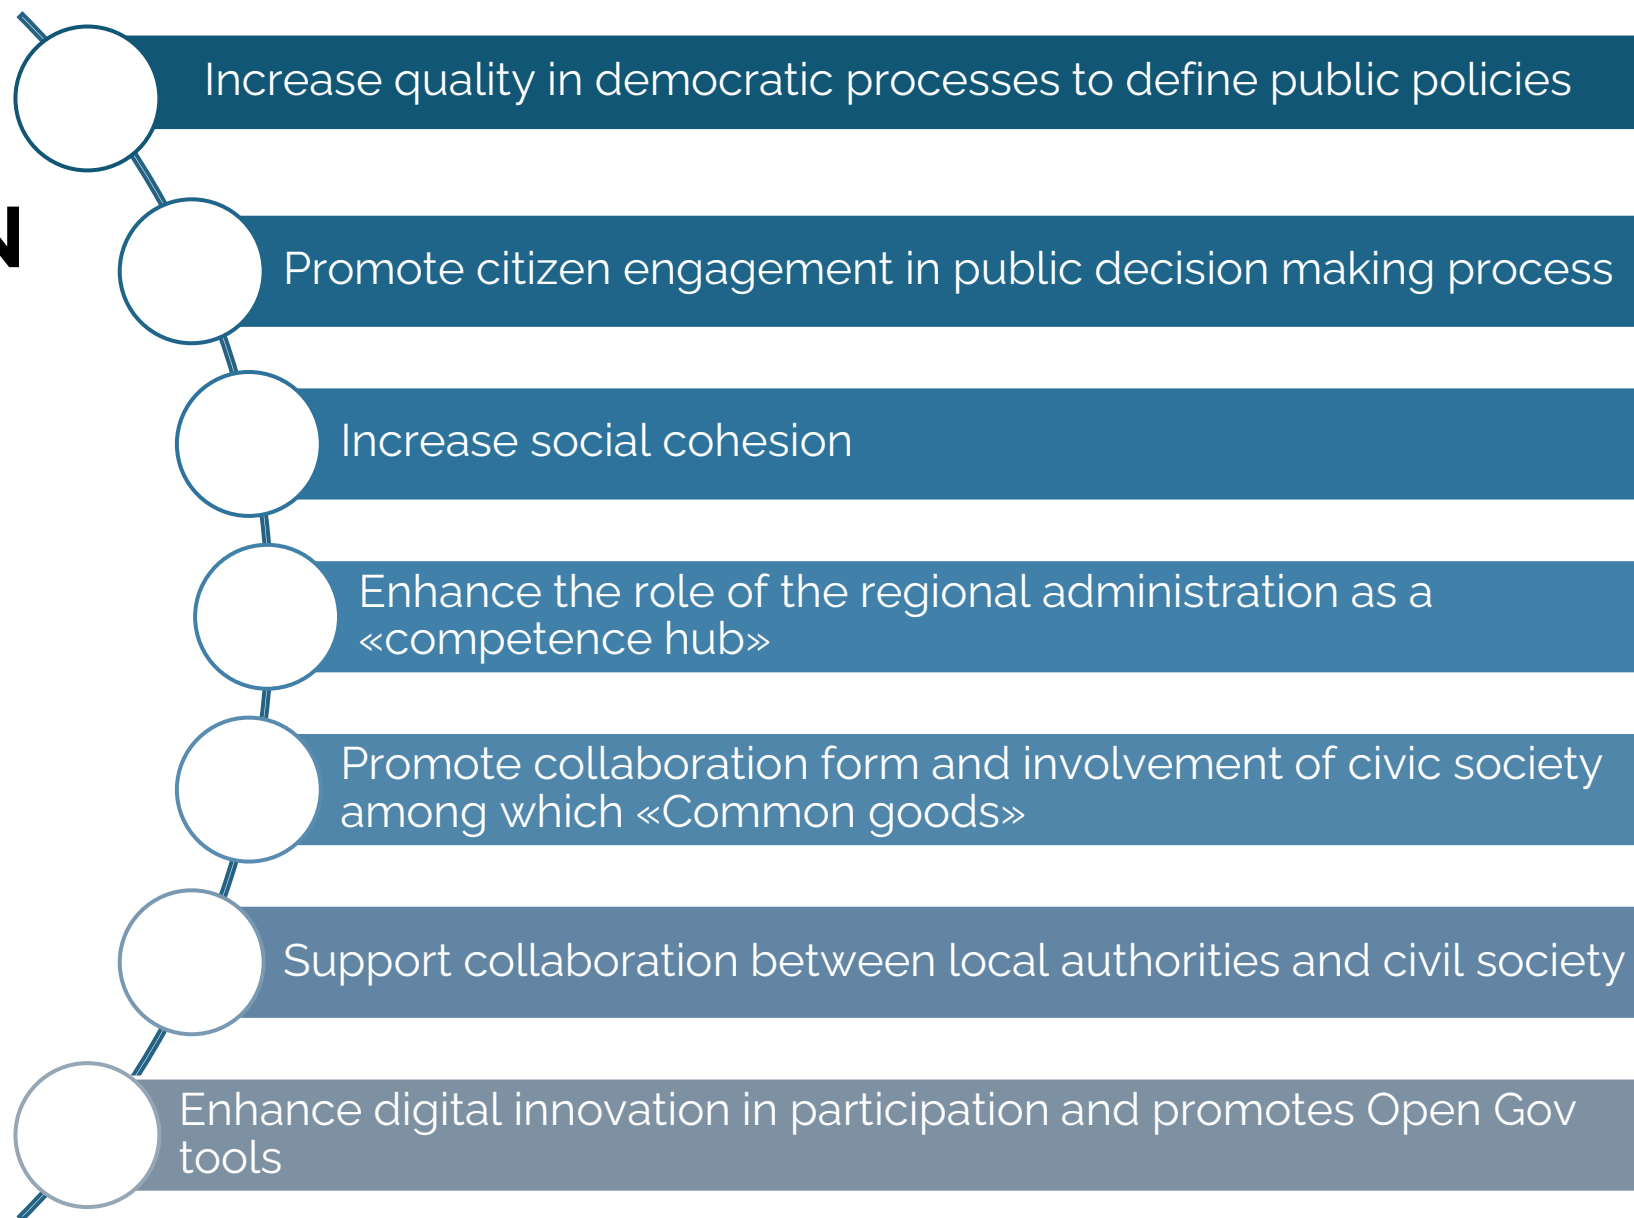 Increase quality in democratic processes to define public policies
N
Promote citizen engagement in public decision making process
Increase social cohesion
Enhance the role of the regional administration as a
«competence hub»
Promote collaboration form and involvement of civic society
among which «Common goods»
Support collaboration between local authorities and civil society
Enhance digital innovation in participation and promotes Open Gov
tools